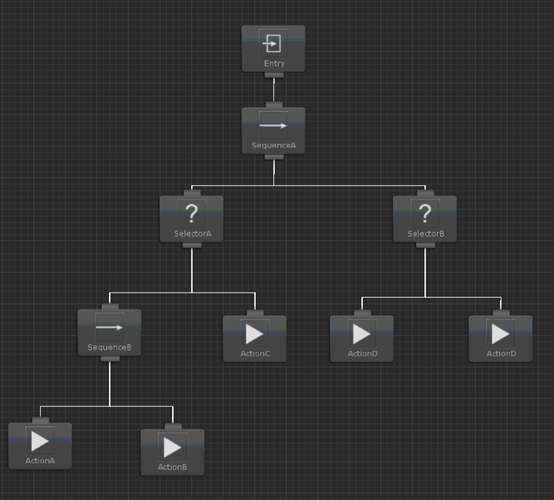 Entry
SequenceA
?
SelectorA
?
SelectorB
SequenceB
ActionC
ActionD
ActionD
ActionA
ActionB